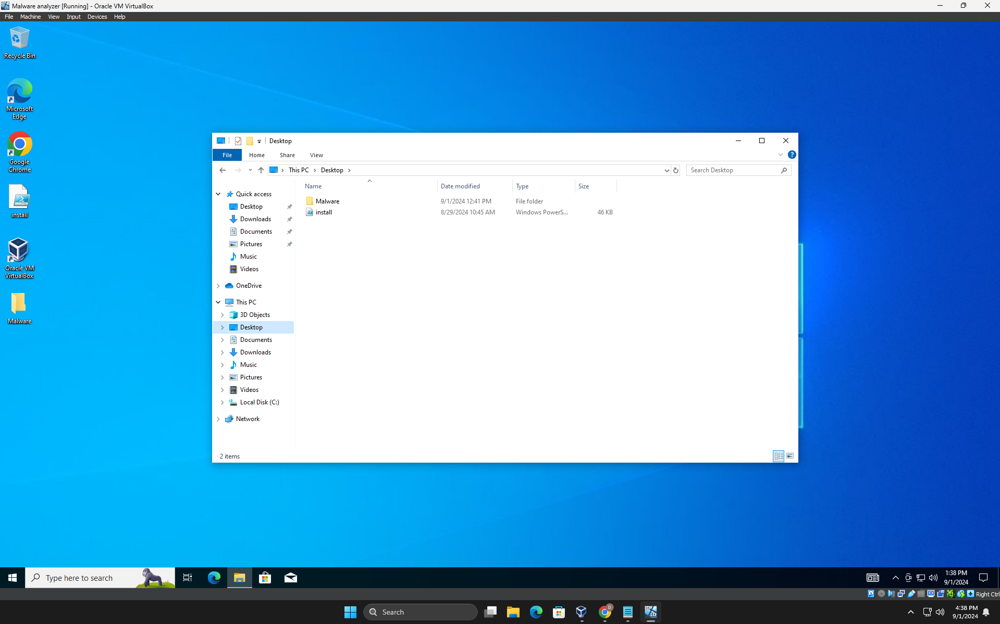 Malware analyzer [Running] - Oracle VM VirtualBox
File Machine View Input Devices Help
Recycle Bin
Microsoft
Edge
Google
Chrome
install
Oracle VM
VirtualBox
Malware
Desktop
File Home Share View
This PC Desktop
Search Desktop
Name Date modified Type Size
Malware 9/1/2024 12:41 PM File folder
install 8/29/2024 10:45 AM Windows PowerS... 46 KB
Quick access
Desktop
Downloads
Documents
Pictures
Music
Videos
OneDrive
This PC
3D Objects
Desktop
Documents
Downloads
Music
Pictures
Videos
Local Disk (C:)
Network
2 items
Type here to search
1:38 PM
9/1/2024
Right Ctrl
Search
D
64
10
4:38 PM
9/1/2024